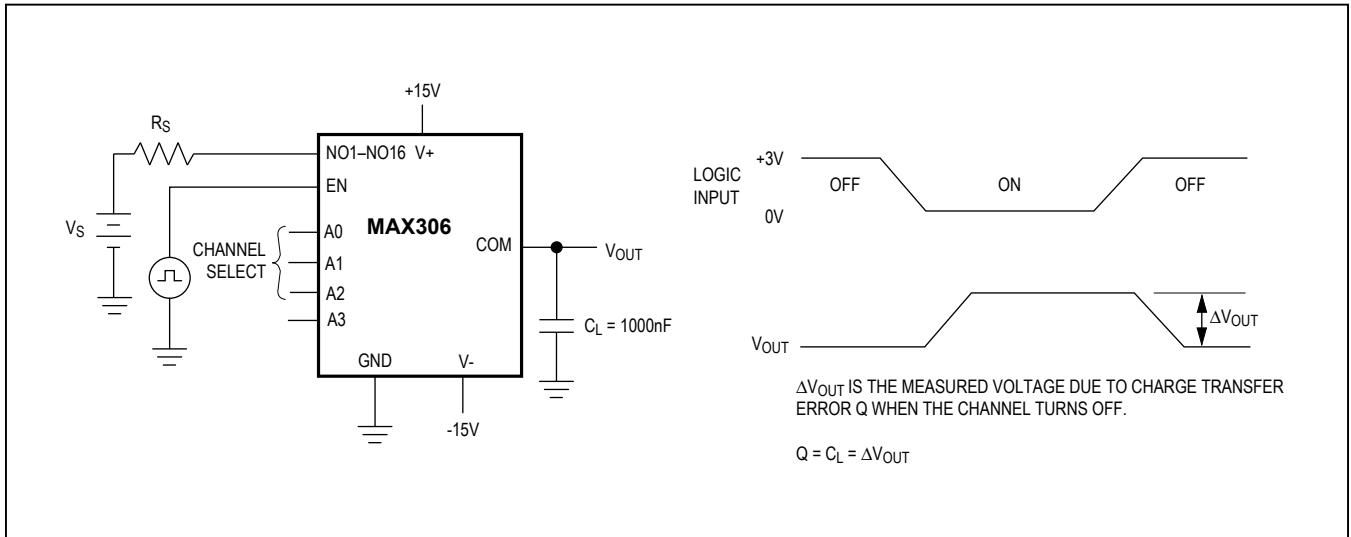 +15V
RS
NO1–NO16 V+
EN
VS
A0
MAX306
CHANNEL
SELECT
COM
VOUT
A1
A2
A3
CL = 1000nF
GND
V-
-15V
LOGIC
INPUT
+3V
0V
OFF
ON
OFF
VOUT
ΔVOUT
ΔVOUT IS THE MEASURED VOLTAGE DUE TO CHARGE TRANSFER
ERROR Q WHEN THE CHANNEL TURNS OFF.
Q = CL = ΔVOUT